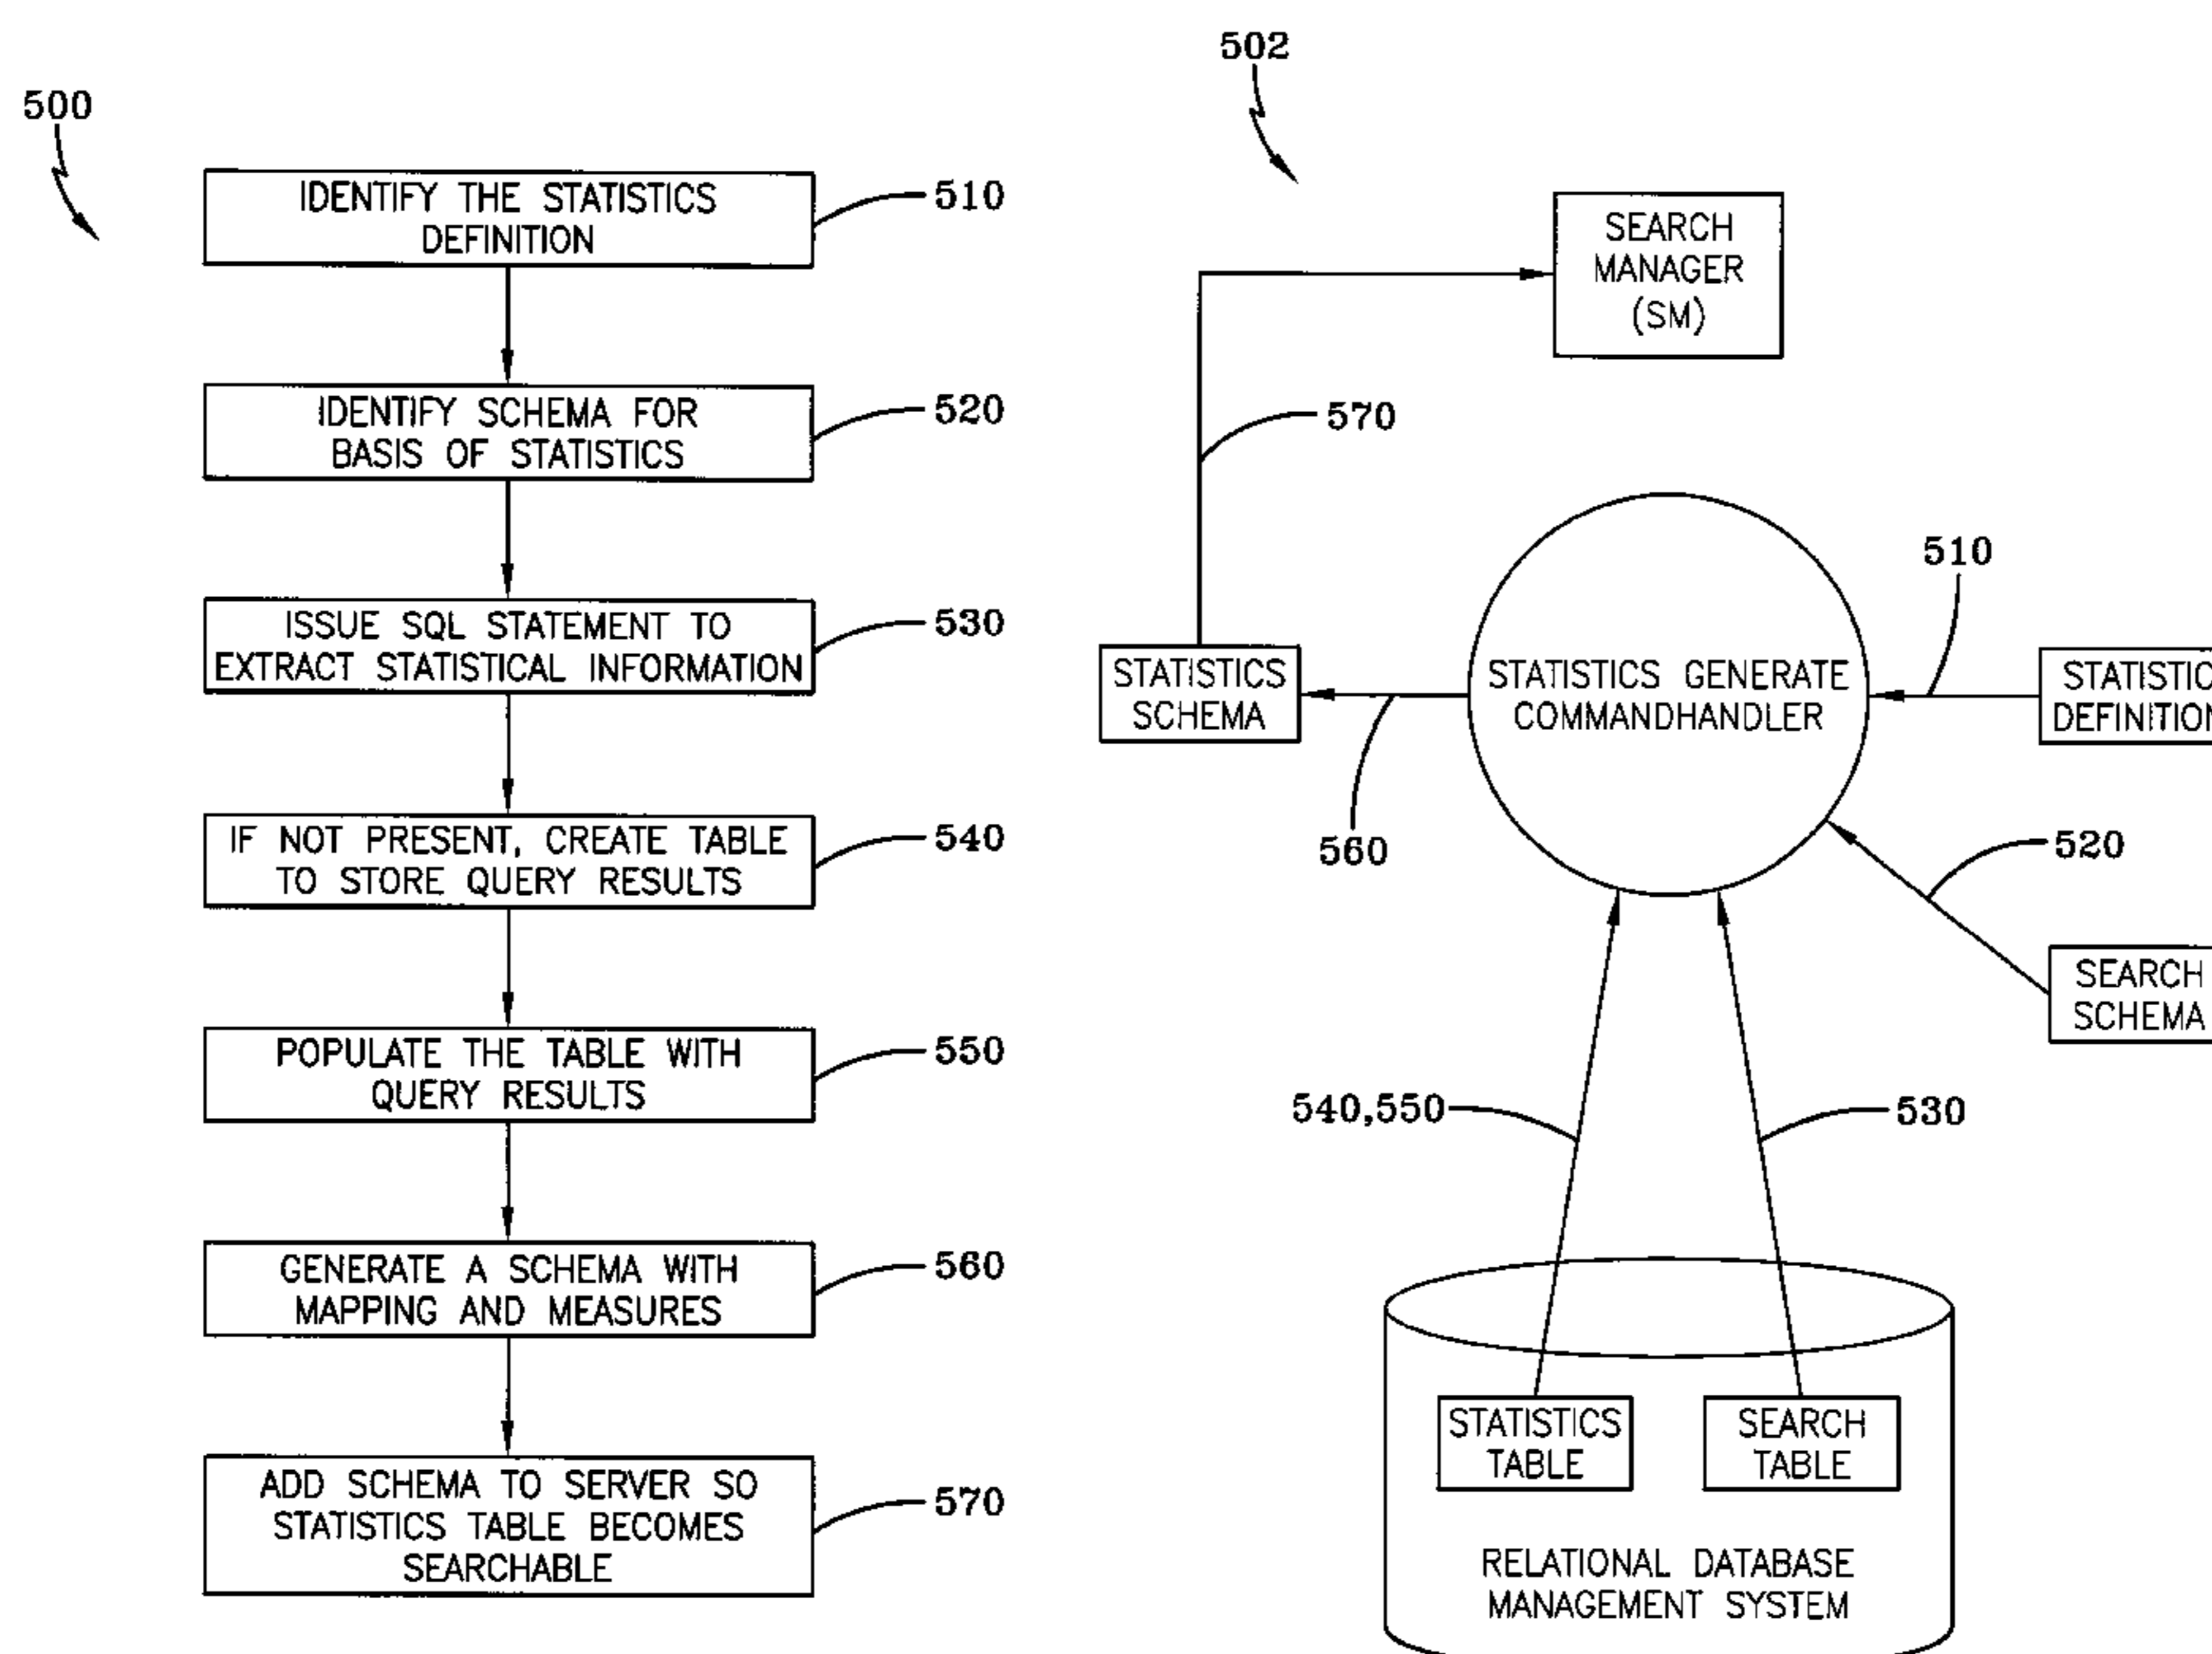 500
IDENTIFY THE STATISTICS
DEFINITION
510
IDENTIFY SCHEMA FOR
BASIS OF STATISTICS
520
ISSUE SQL STATEMENT TO
EXTRACT STATISTICAL INFORMATION
530
IF NOT PRESENT, CREATE TABLE
TO STORE QUERY RESULTS
540
POPULATE THE TABLE WITH
QUERY RESULTS
550
GENERATE A SCHEMA WITH
MAPPING AND MEASURES
560
ADD SCHEMA TO SERVER SO
STATISTICS TABLE BECOMES
SEARCHABLE
570
502
SEARCH
MANAGER
(SM)
570
STATISTICS
SCHEMA
560
STATISTICS GENERATE
COMMANDHANDLER
510
520
SEARCH
SCHEMA
540,550
530
STATISTICS
TABLE
SEARCH
TABLE
RELATIONAL DATABASE
MANAGEMENT SYSTEM